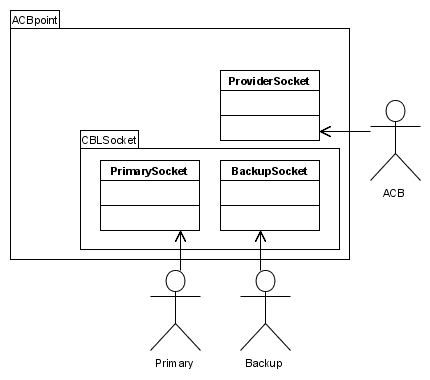 ACBpoint
ProviderSocket
CBLSocket
PrimarySocket
BackupSocket
ACB
Primary
Backup